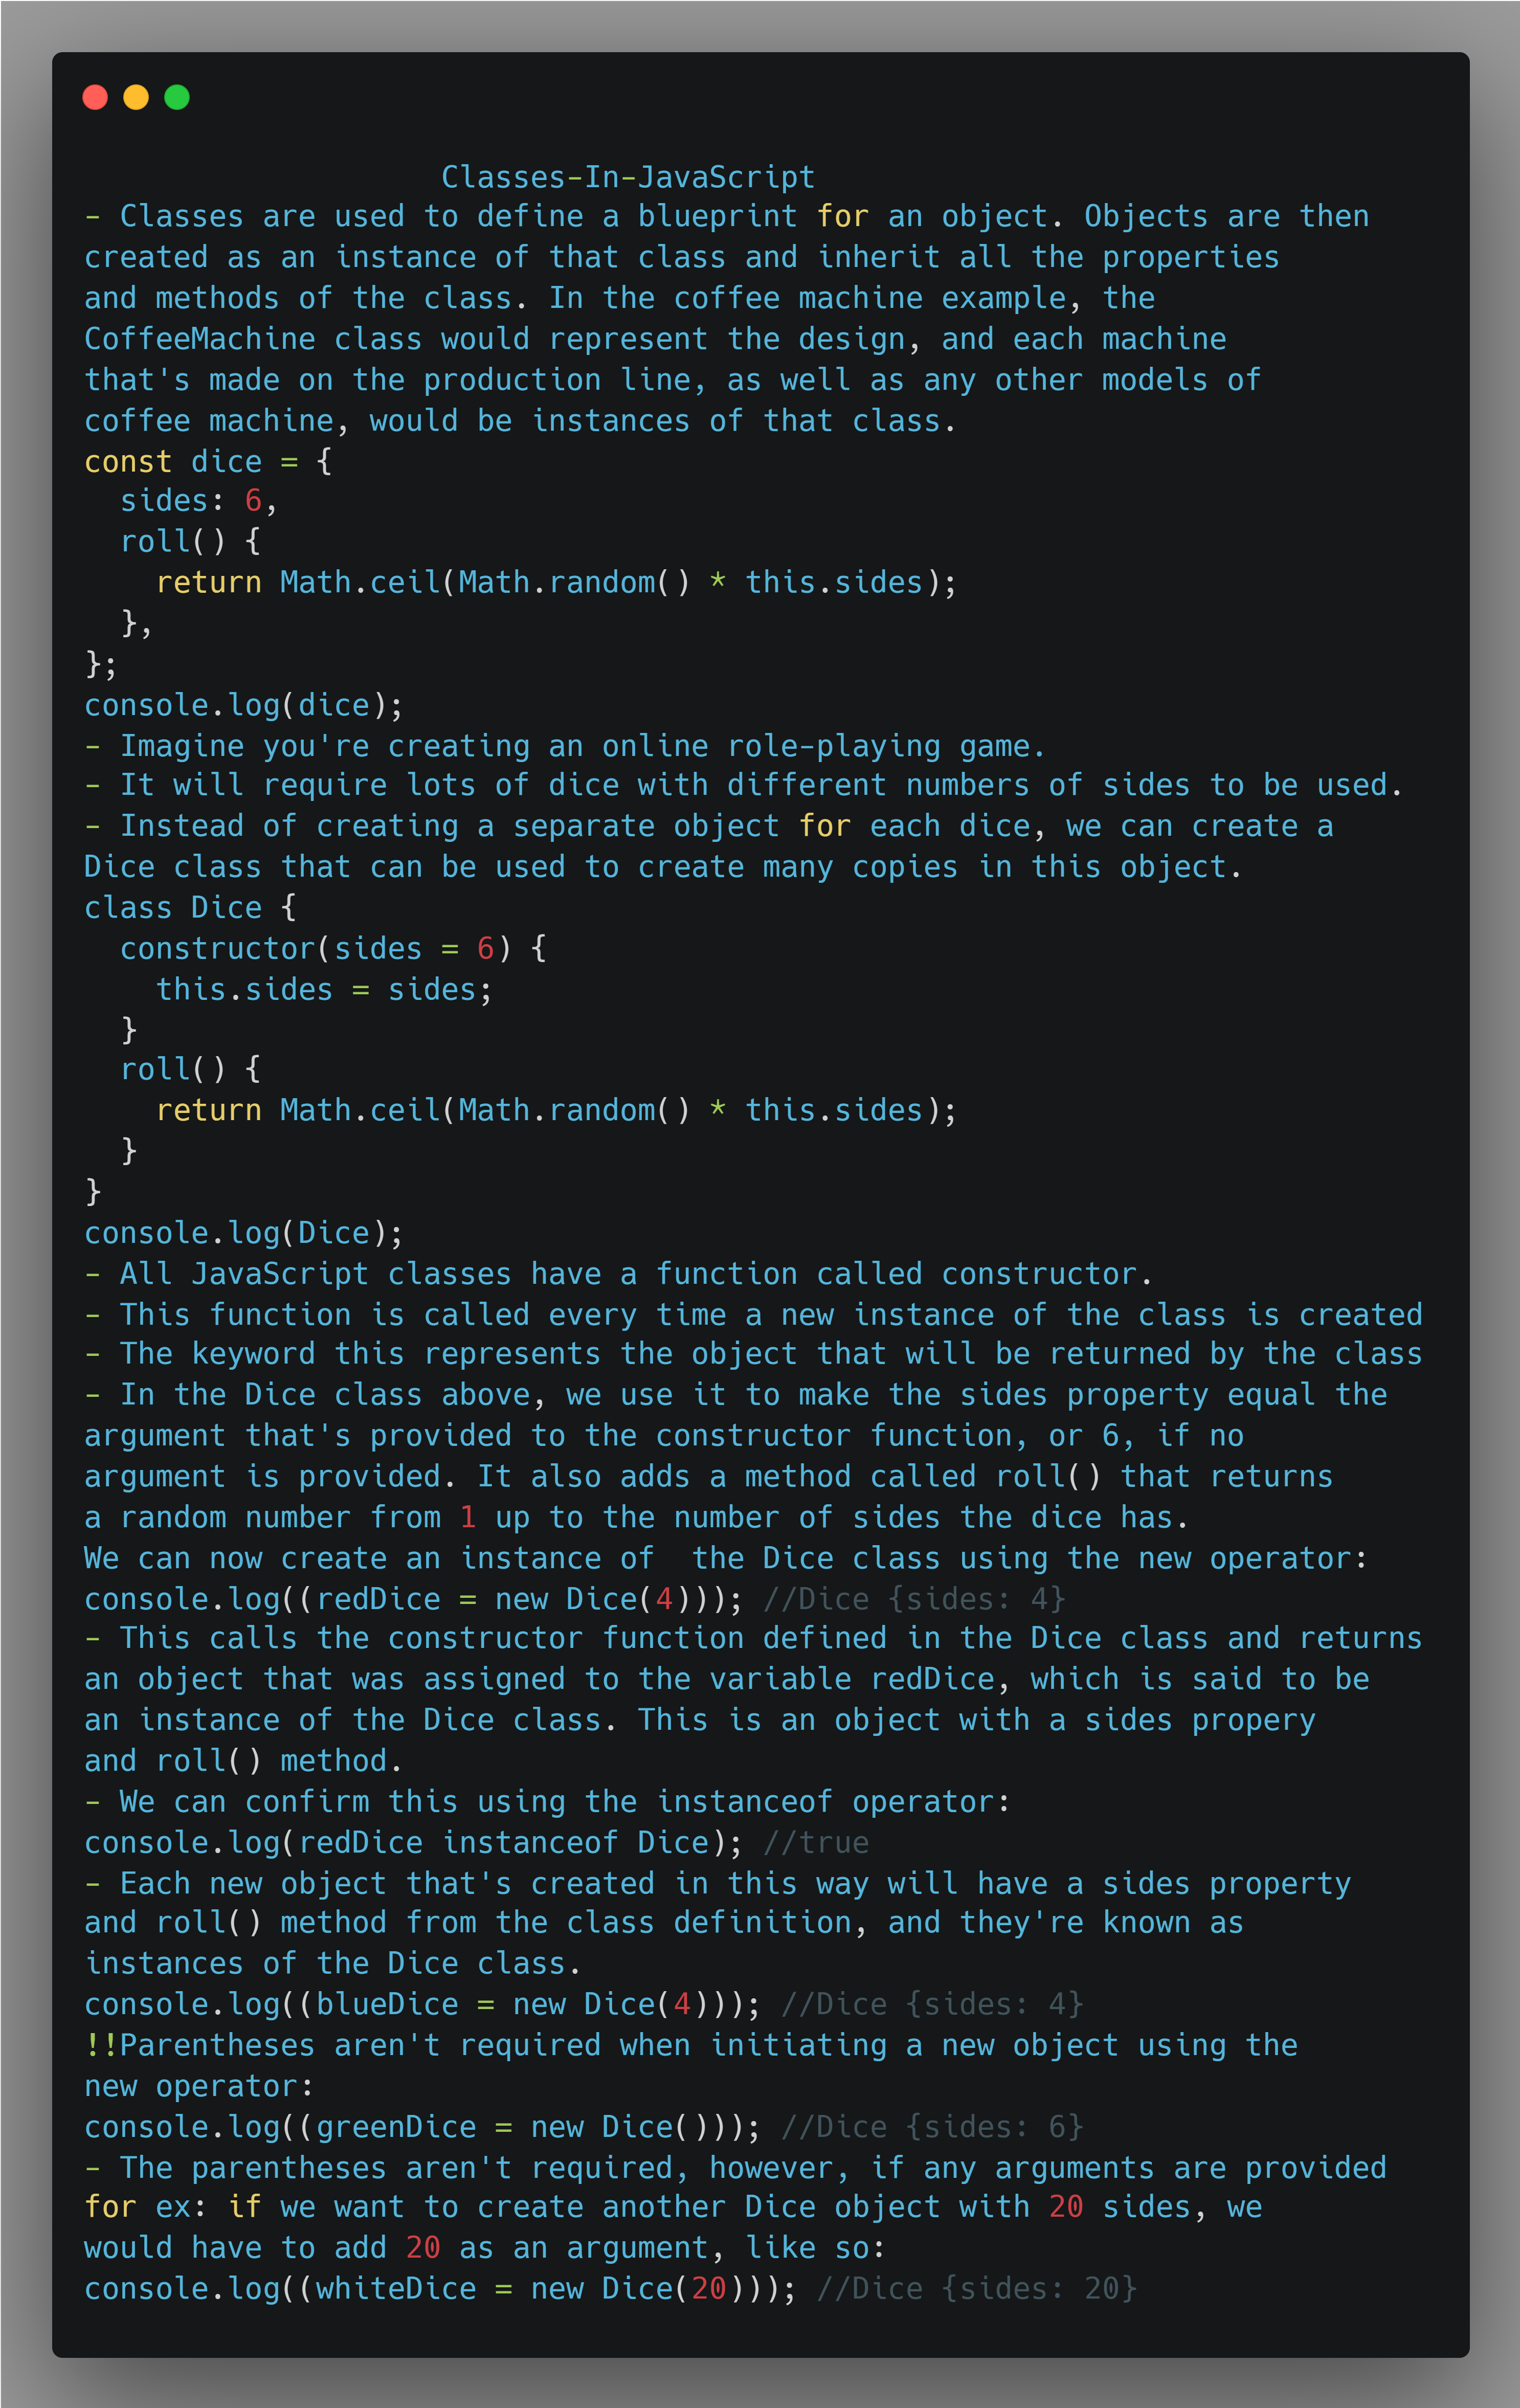 Classes-In-JavaScript
- Classes are used to define a blueprint for an object. Objects are then
created as an instance of that class and inherit all the properties
and methods of the class. In the coffee machine example, the
CoffeeMachine class would represent the design, and each machine
that's made on the production line, as well as any other models of
coffee machine, would be instances of that class.
const dice = {
  sides: 6,
  roll() {
    return Math.ceil(Math.random() * this.sides);
  },
};
console.log(dice);
- Imagine you're creating an online role-playing game.
- It will require lots of dice with different numbers of sides to be used.
- Instead of creating a separate object for each dice, we can create a
Dice class that can be used to create many copies in this object.
class Dice {
  constructor(sides = 6) {
    this.sides = sides;
  }
  roll() {
    return Math.ceil(Math.random() * this.sides);
  }
}
console.log(Dice);
- All JavaScript classes have a function called constructor.
- This function is called every time a new instance of the class is created
- The keyword this represents the object that will be returned by the class
- In the Dice class above, we use it to make the sides property equal the
argument that's provided to the constructor function, or 6, if no
argument is provided. It also adds a method called roll() that returns
a random number from 1 up to the number of sides the dice has.
We can now create an instance of  the Dice class using the new operator:
console.log((redDice = new Dice(4))); //Dice {sides: 4}
- This calls the constructor function defined in the Dice class and returns
an object that was assigned to the variable redDice, which is said to be
an instance of the Dice class. This is an object with a sides propery
and roll() method.
- We can confirm this using the instanceof operator:
console.log(redDice instanceof Dice); //true
- Each new object that's created in this way will have a sides property
and roll() method from the class definition, and they're known as
instances of the Dice class.
console.log((blueDice = new Dice(4))); //Dice {sides: 4}
!!Parentheses aren't required when initiating a new object using the
new operator:
console.log((greenDice = new Dice())); //Dice {sides: 6}
- The parentheses aren't required, however, if any arguments are provided
for ex: if we want to create another Dice object with 20 sides, we
would have to add 20 as an argument, like so:
console.log((whiteDice = new Dice(20))); //Dice {sides: 20}